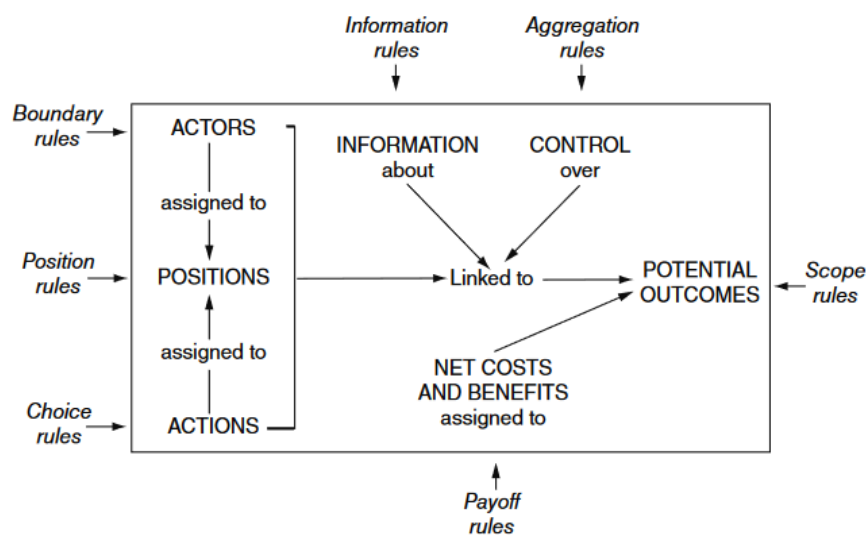 Information
rules
Aggregation
rules
Boundary
rules
ACTORS
INFORMATION
about
CONTROL
over
assigned to
Position
rules
POSITIONS
Linked to
POTENTIAL
OUTCOMES
Scope
rules
assigned to
NET COSTS
AND BENEFITS
assigned to
Choice
rules
ACTIONS
Payoff
rules